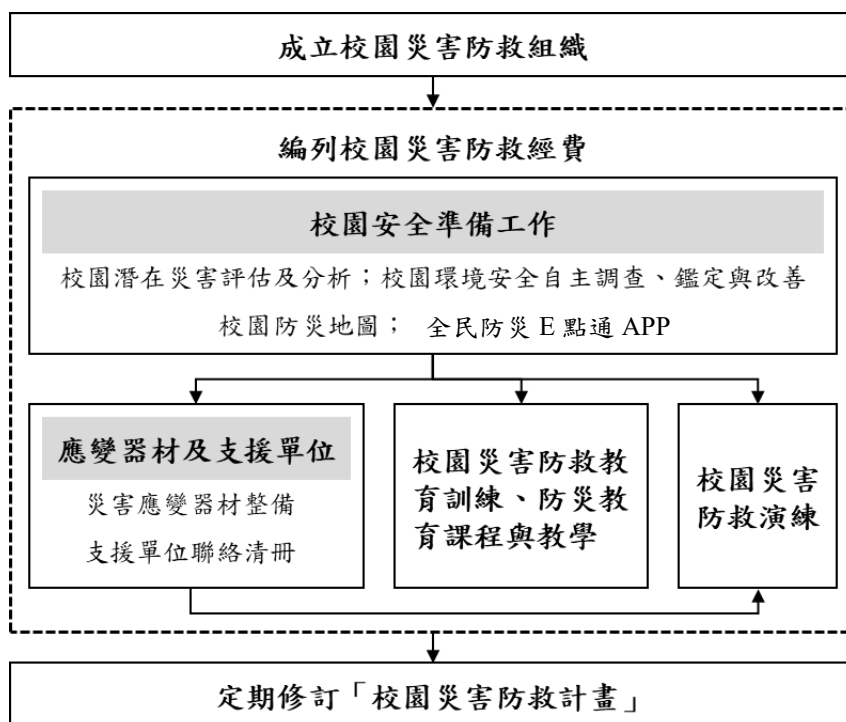 成立校園災害防救組織
編列校園災害防救經費
校園安全準備工作
校園潛在災害評估及分析；校園環境安全自主調查、鑑定與改善
校園防災地圖； 全民防災 E 點通 APP
應變器材及支援單位
災害應變器材整備
支援單位聯絡清冊
校園災害防救教
育訓練、防災教
育課程與教學
校園災害
防救演練
定期修訂「校園災害防救計畫」